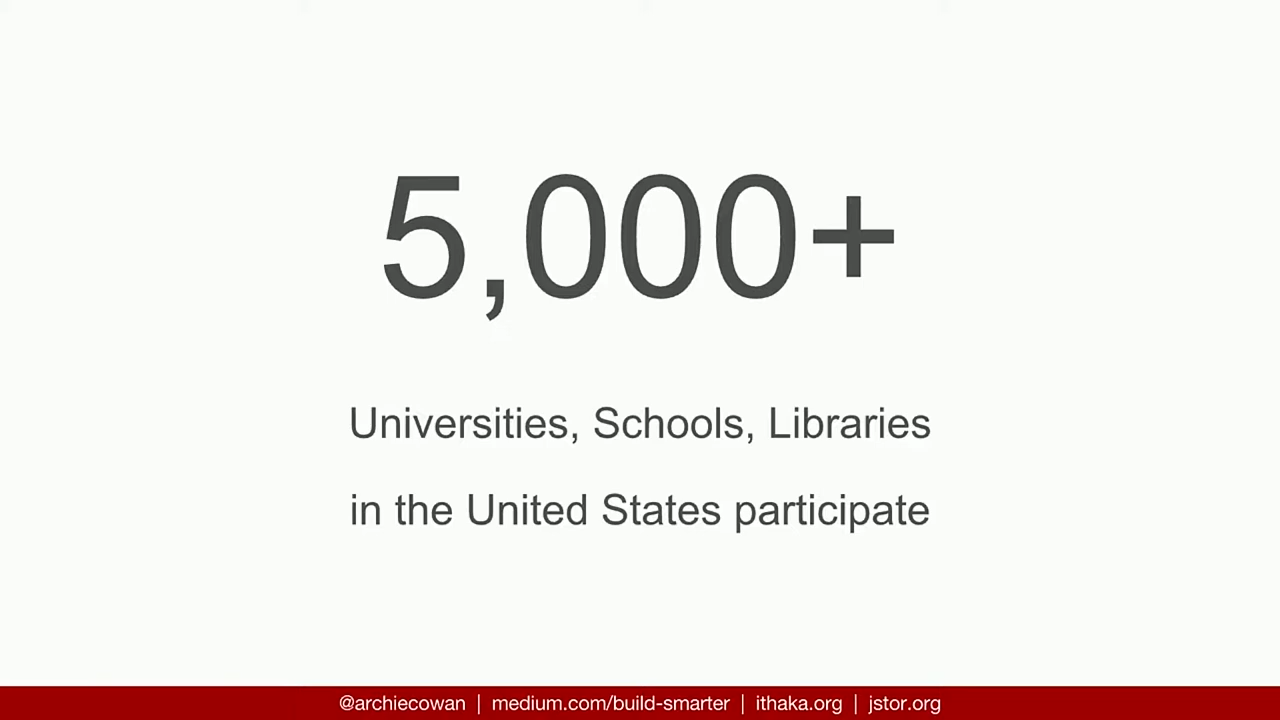 5,000+
Universities, Schools, Libraries
in the United States participate
@archiecowan | medium.com/build-smarter | ithaka.org | jstor.org